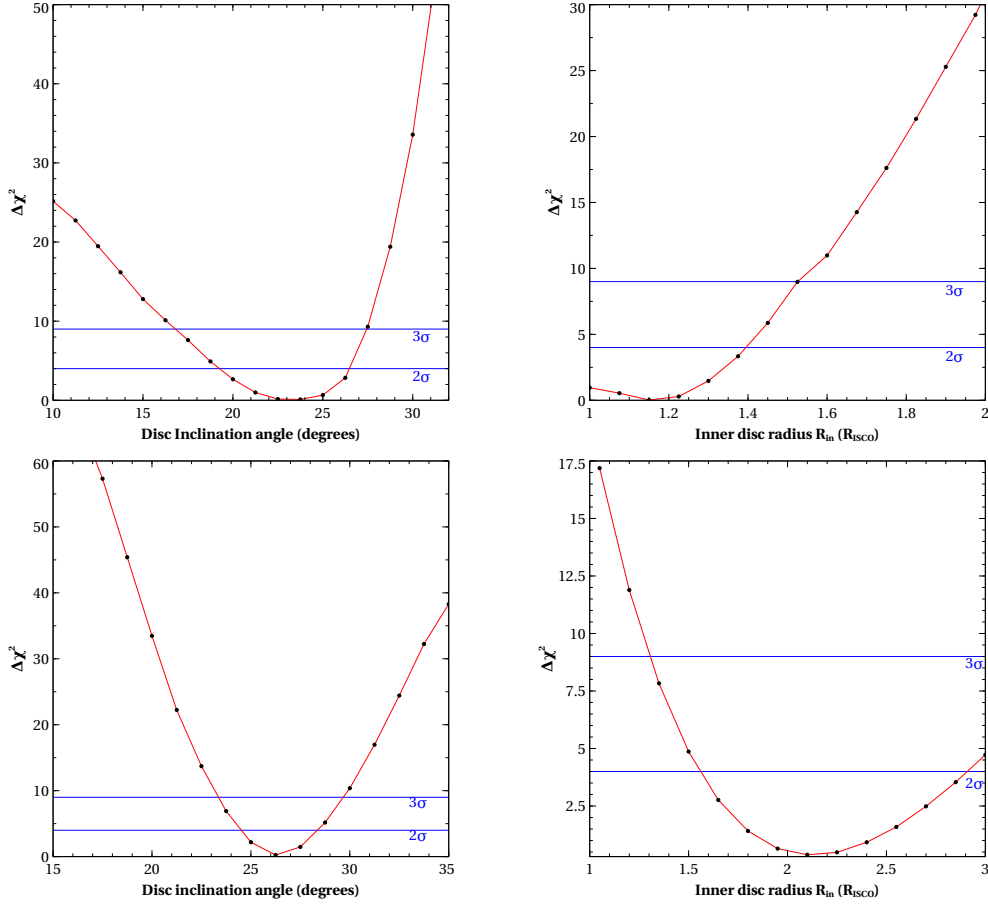 50
40
30
20
10
0
Δχ²
3σ
2σ
10 15 20 25 30
Disc Inclination angle (degrees)
30
25
20
15
10
5
0
Δχ²
3σ
2σ
1 1.2 1.4 1.6 1.8 2
Inner disc radius R_in (R_ISCO)
60
50
40
30
20
10
0
Δχ²
3σ
2σ
15 20 25 30 35
Disc inclination angle (degrees)
17.5
12.5
7.5
2.5
Δχ²
3σ
2σ
1 1.5 2 2.5 3
Inner disc radius R_in (R_ISCO)